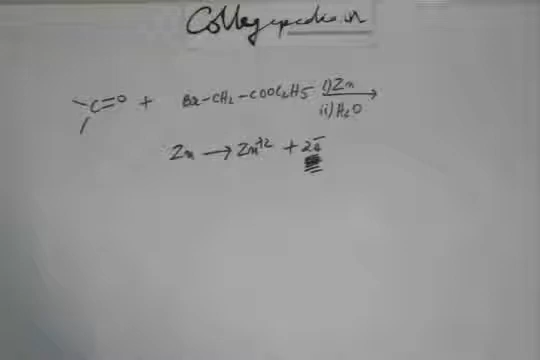 Collegepedia.in
C=O + Br-CH2-COOC2H5 i)Zn ii)H2O →
Zn → Zn+2 + 2e-